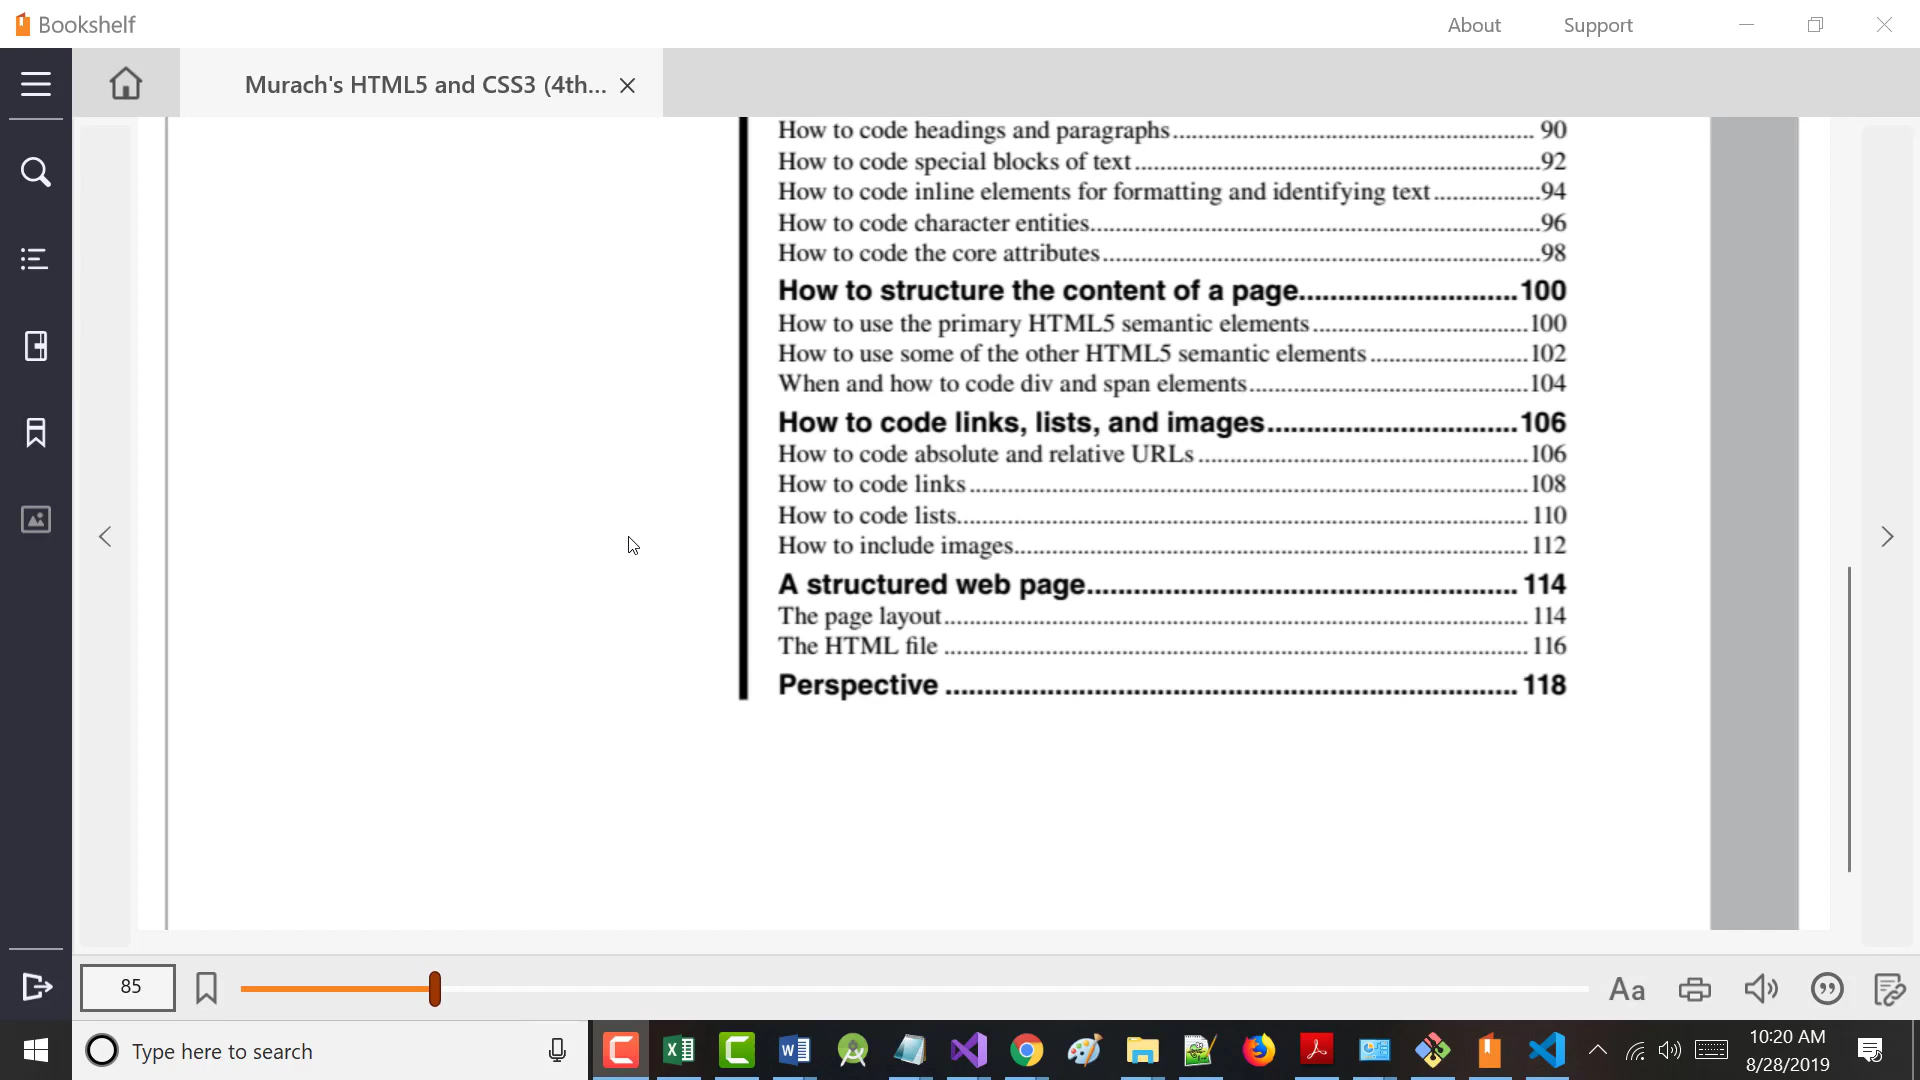 Bookshelf
About
Support
Murach's HTML5 and CSS3 (4th...
How to code headings and paragraphs.......................................................... 90
How to code special blocks of text................................................................92
How to code inline elements for formatting and identifying text.................94
How to code character entities.......................................................................96
How to code the core attributes.....................................................................98
How to structure the content of a page............................100
How to use the primary HTML5 semantic elements..................................100
How to use some of the other HTML5 semantic elements.........................102
When and how to code div and span elements............................................104
How to code links, lists, and images................................106
How to code absolute and relative URLs....................................................106
How to code links........................................................................................108
How to code lists.......................................................................................... 110
How to include images................................................................................. 112
A structured web page....................................................... 114
The page layout............................................................................................ 114
The HTML file ............................................................................................ 116
Perspective ......................................................................... 118
85
Aa
Type here to search
10:20 AM
8/28/2019